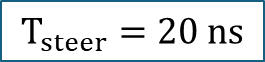 T_steer = 20 ns